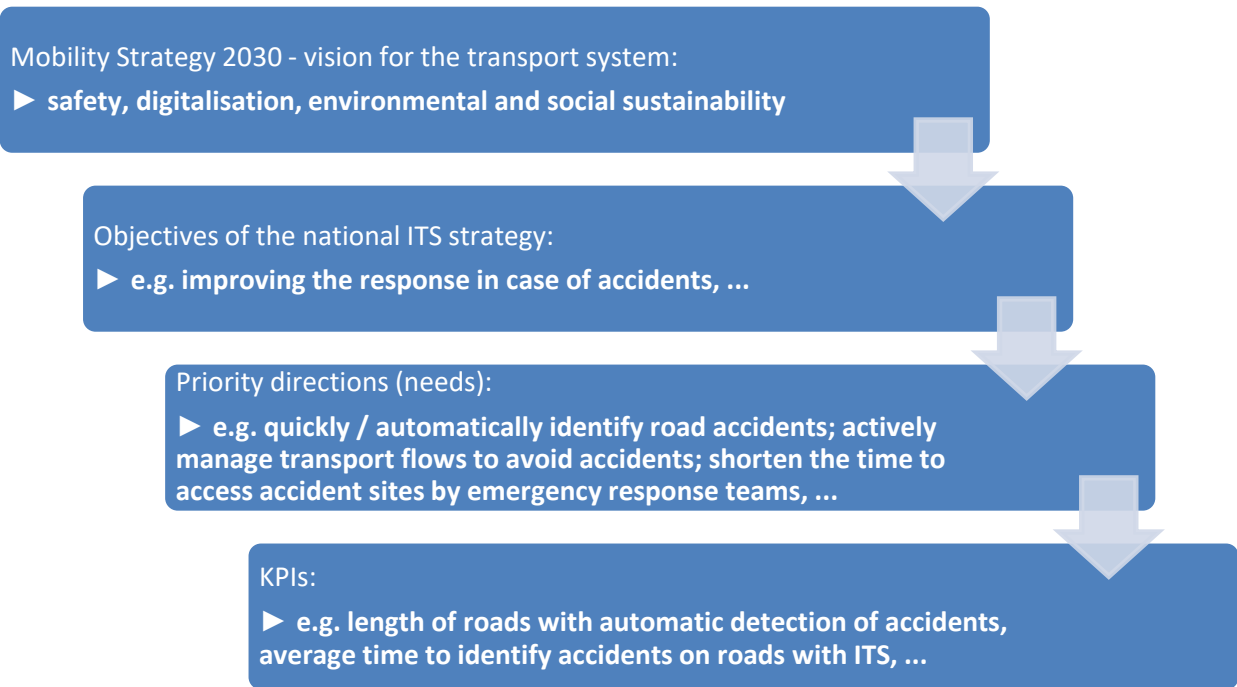 Mobility Strategy 2030 - vision for the transport system:
► safety, digitalisation, environmental and social sustainability
Objectives of the national ITS strategy:
► e.g. improving the response in case of accidents, ...
Priority directions (needs):
► e.g. quickly / automatically identify road accidents; actively
manage transport flows to avoid accidents; shorten the time to
access accident sites by emergency response teams, ...
KPIs:
► e.g. length of roads with automatic detection of accidents,
average time to identify accidents on roads with ITS, ...